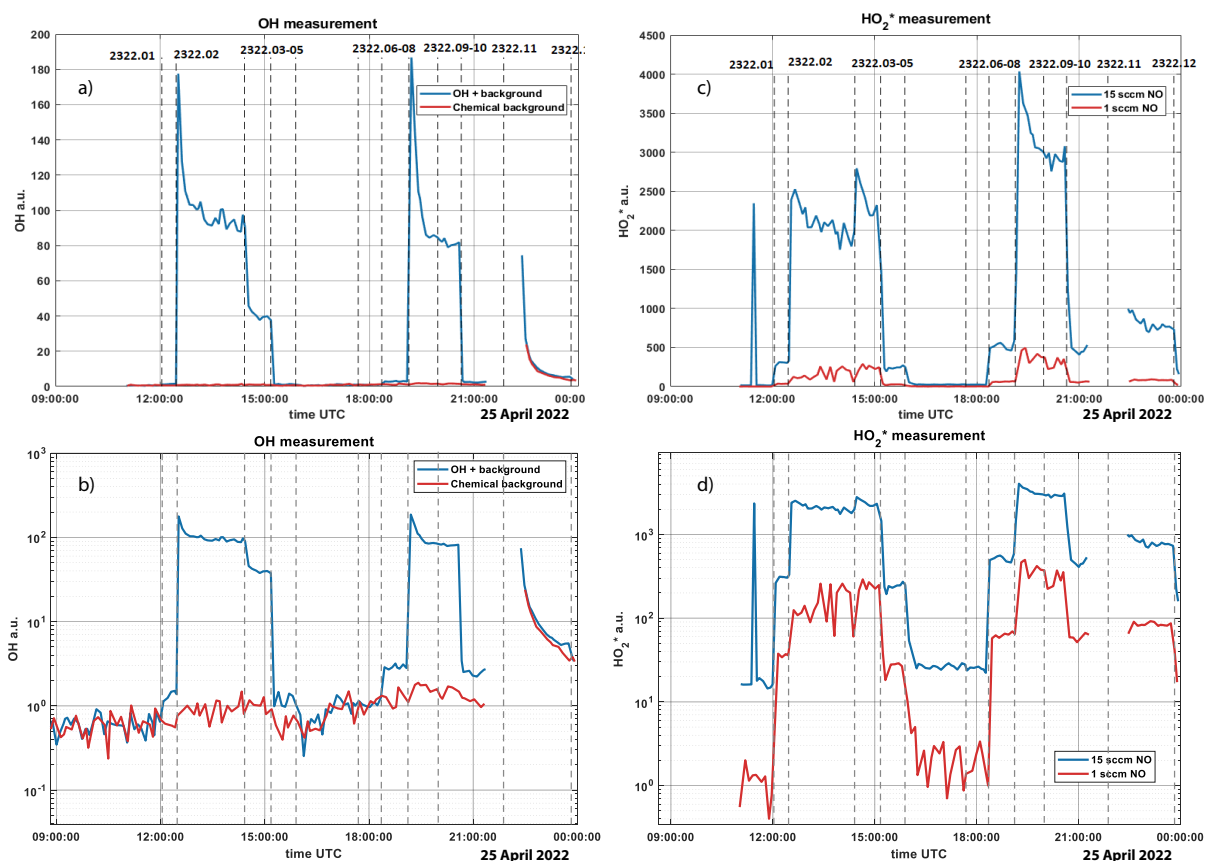 OH measurement
2322.01
2322.02
2322.03-05
2322.06-08
2322.09-10
2322.11
a)
OH + background
Chemical background
200
180
160
140
120
100
80
60
40
20
0
OH a.u.
09:00:00
12:00:00
15:00:00
18:00:00
21:00:00
00:00
time UTC
25 April 2022
HO2* measurement
2322.01
2322.02
2322.03-05
2322.06-08
2322.09-10
2322.11
2322.12
c)
15 sccm NO
1 sccm NO
4500
4000
3500
3000
2500
2000
1500
1000
500
0
HO2* a.u.
09:00:00
12:00:00
15:00:00
18:00:00
21:00:00
00:00:00
time UTC
25 April 2022
OH measurement
b)
OH + background
Chemical background
10^3
10^2
10^1
10^0
10^-1
OH a.u.
09:00:00
12:00:00
15:00:00
18:00:00
21:00:00
00:00:00
time UTC
25 April 2022
HO2* measurement
d)
10^3
10^2
10^1
10^0
HO2* a.u.
15 sccm NO
1 sccm NO
09:00:00
12:00:00
15:00:00
18:00:00
21:00:00
00:00:00
time UTC
25 April 2022